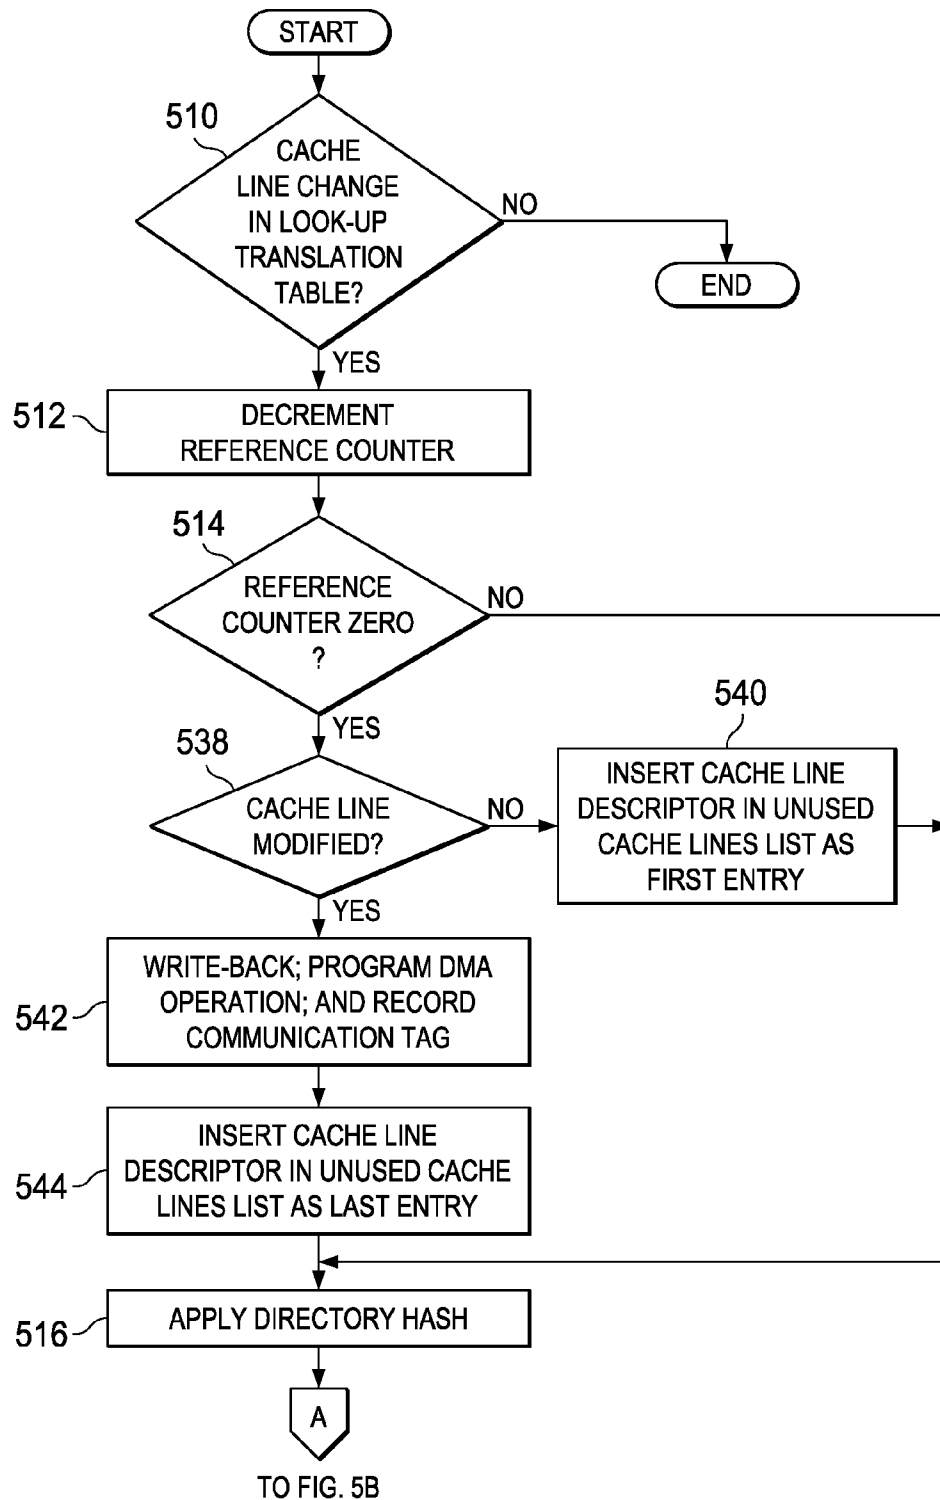 START
510
CACHE
LINE CHANGE
IN LOOK-UP
TRANSLATION
TABLE?
NO
END
YES
512
DECREMENT
REFERENCE COUNTER
514
REFERENCE
COUNTER ZERO
?
NO
YES
538
CACHE LINE
MODIFIED?
NO
540
INSERT CACHE LINE
DESCRIPTOR IN UNUSED
CACHE LINES LIST AS
FIRST ENTRY
YES
542
WRITE-BACK; PROGRAM DMA
OPERATION; AND RECORD
COMMUNICATION TAG
544
INSERT CACHE LINE
DESCRIPTOR IN UNUSED CACHE
LINES LIST AS LAST ENTRY
516
APPLY DIRECTORY HASH
A
TO FIG. 5B